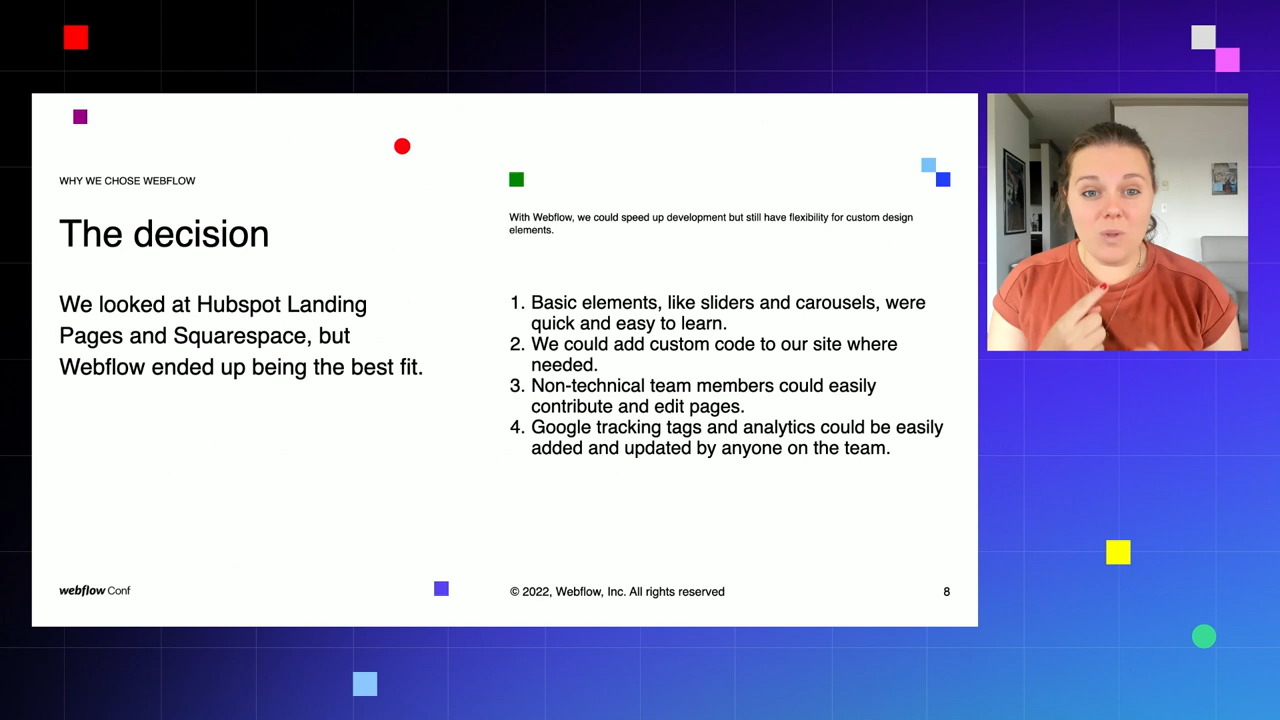 WHY WE CHOSE WEBFLOW
The decision
We looked at Hubspot Landing
Pages and Squarespace, but
Webflow ended up being the best fit.
With Webflow, we could speed up development but still have flexibility for custom design
elements.
1. Basic elements, like sliders and carousels, were
quick and easy to learn.
2. We could add custom code to our site where
needed.
3. Non-technical team members could easily
contribute and edit pages.
4. Google tracking tags and analytics could be easily
added and updated by anyone on the team.
webflow Conf
© 2022, Webflow, Inc. All rights reserved
8